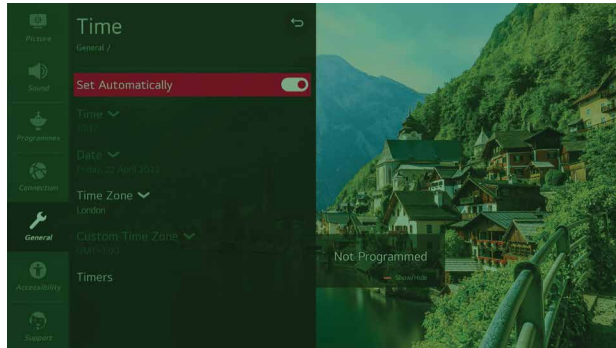 Picture
Sound
Programmes
Connection
General
Accessibility
Support
Time
General /
Set Automatically
Time
Date
Friday, 22 April 2022
Time Zone
London
Custom Time Zone
Timers
Not Programmed
Show/Hide